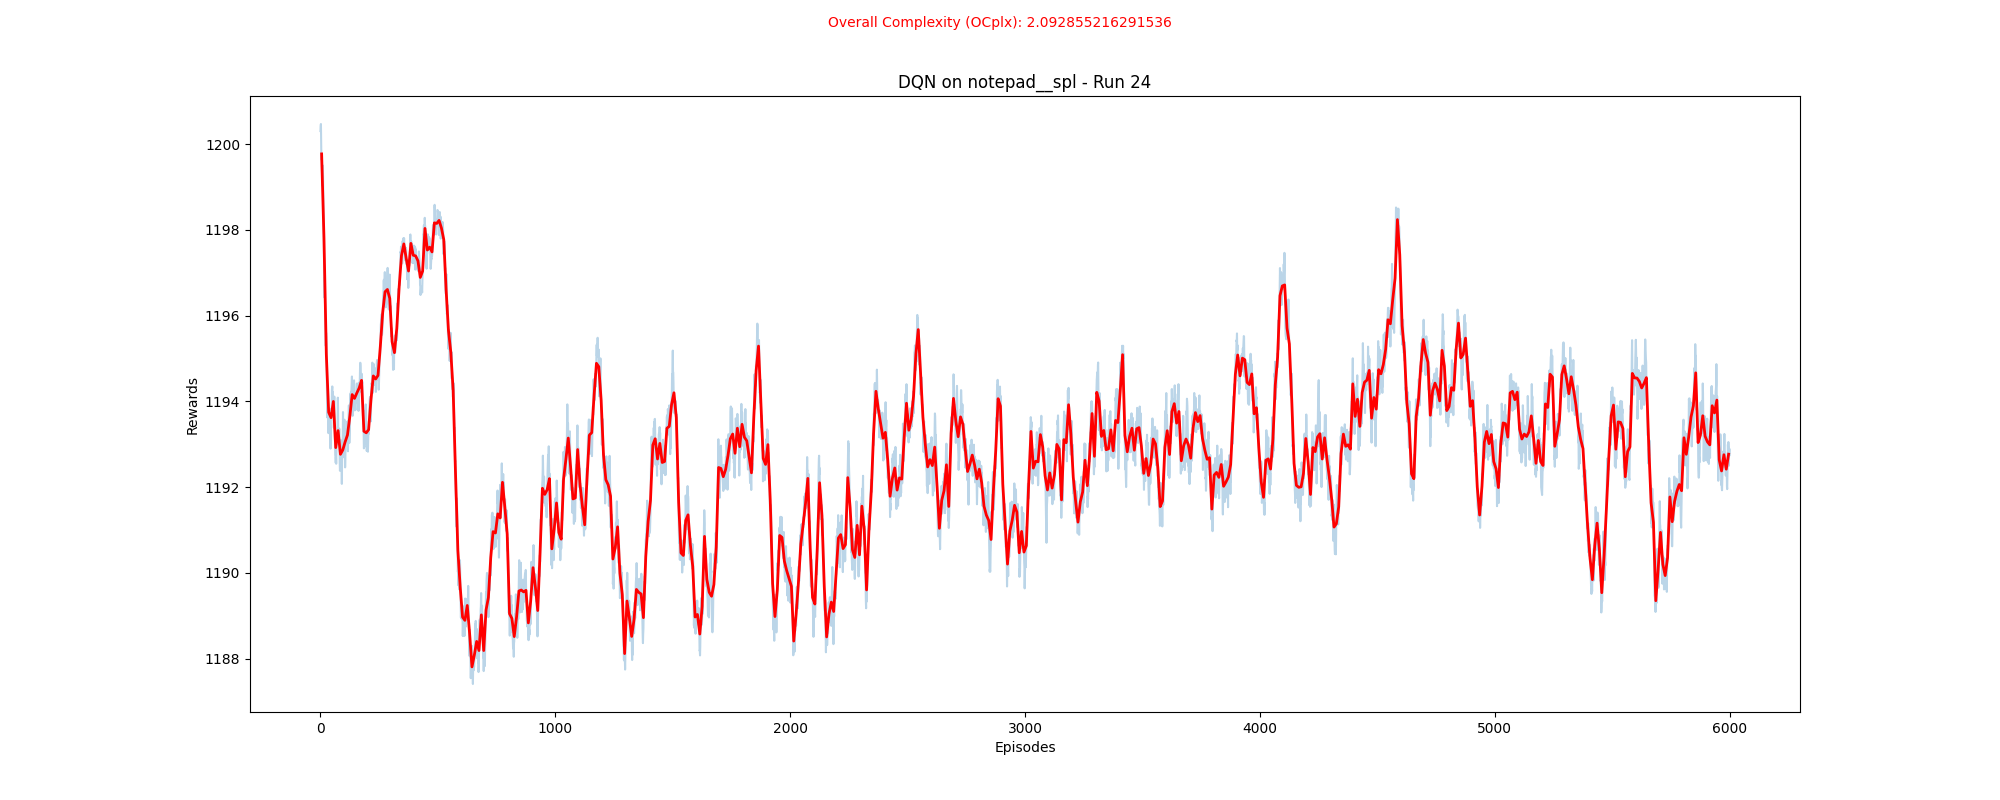 Overall Complexity (OCplx): 2.092855216291536
DQN on notepad__spl - Run 24
1200
1198
1196
1194
1192
1190
1188
Rewards
0 1000 2000 3000 4000 5000 6000
Episodes